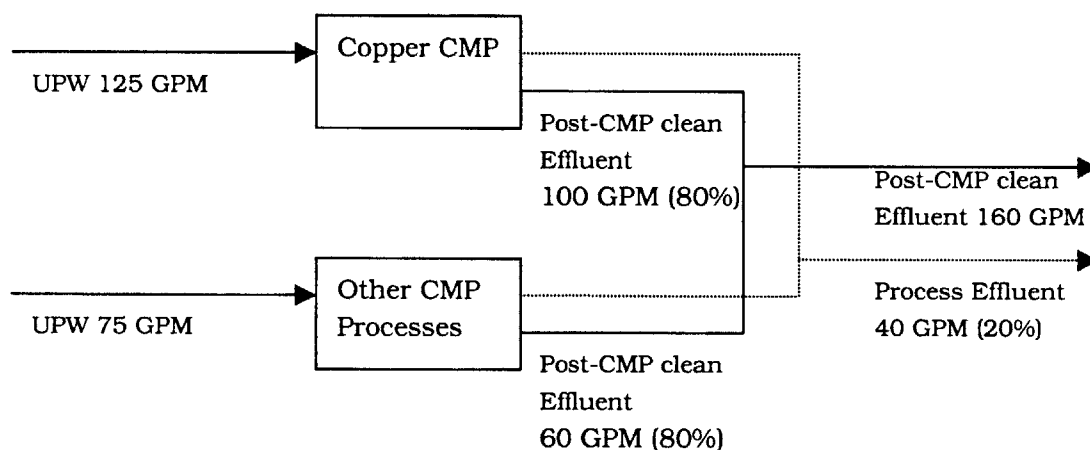 Copper CMP
UPW 125 GPM
Post-CMP clean
Effluent
100 GPM (80%)
Post-CMP clean
Effluent 160 GPM
Other CMP
Processes
UPW 75 GPM
Process Effluent
40 GPM (20%)
Post-CMP clean
Effluent
60 GPM (80%)